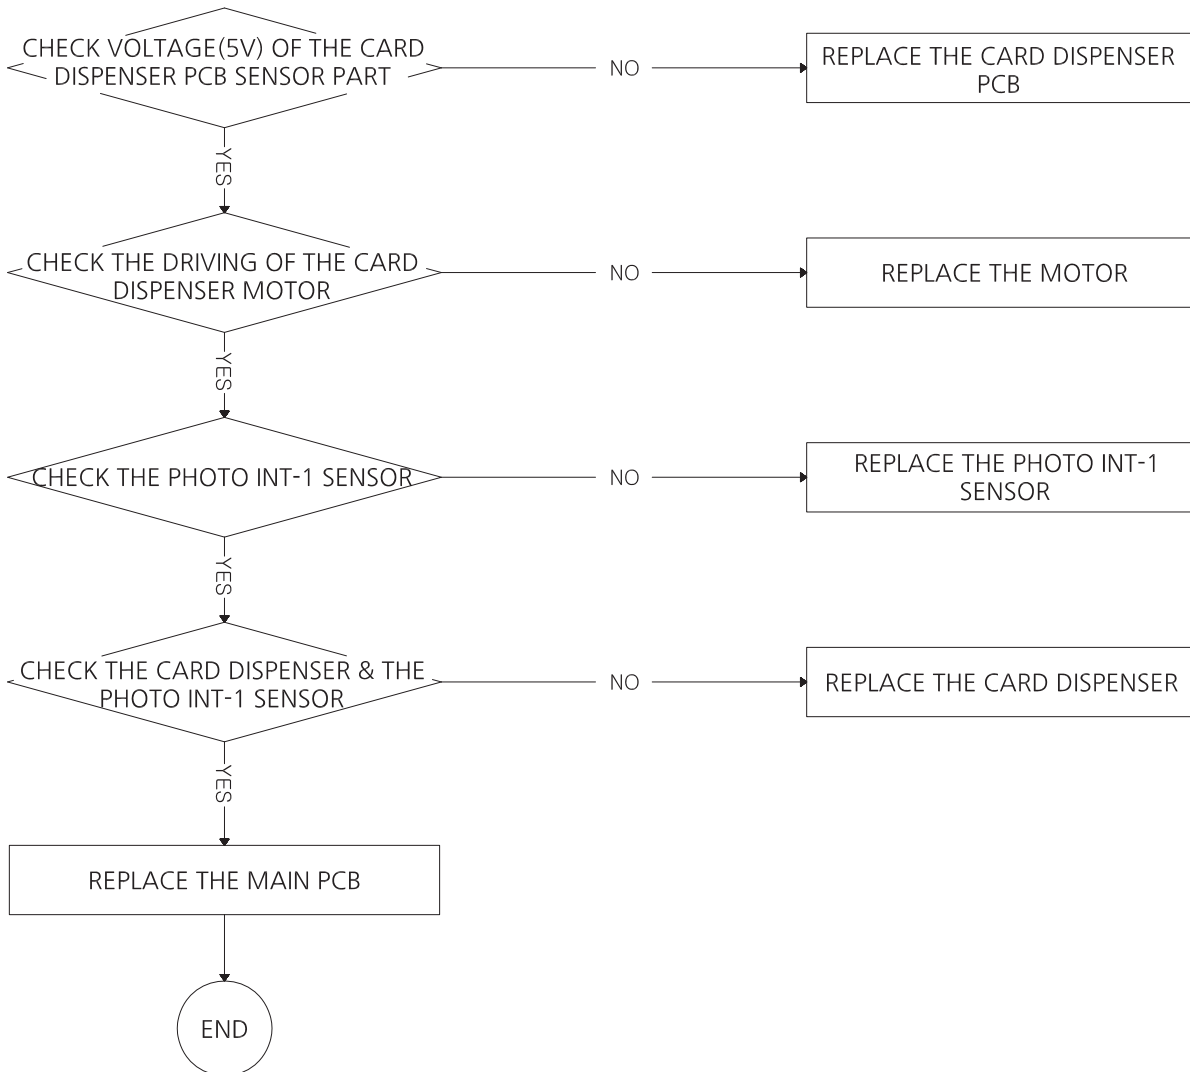 CHECK VOLTAGE(5V) OF THE CARD
DISPENSER PCB SENSOR PART
NO
REPLACE THE CARD DISPENSER
PCB
YES
CHECK THE DRIVING OF THE CARD
DISPENSER MOTOR
NO
REPLACE THE MOTOR
YES
CHECK THE PHOTO INT-1 SENSOR
NO
REPLACE THE PHOTO INT-1
SENSOR
YES
CHECK THE CARD DISPENSER & THE
PHOTO INT-1 SENSOR
NO
REPLACE THE CARD DISPENSER
YES
REPLACE THE MAIN PCB
END